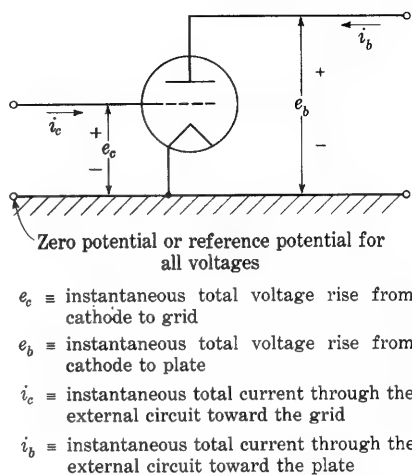 i_b
+
e_b
−
i_c
+
e_c
−
Zero potential or reference potential for
all voltages
e_c ≡ instantaneous total voltage rise from
cathode to grid
e_b ≡ instantaneous total voltage rise from
cathode to plate
i_c ≡ instantaneous total current through the
external circuit toward the grid
i_b ≡ instantaneous total current through the
external circuit toward the plate